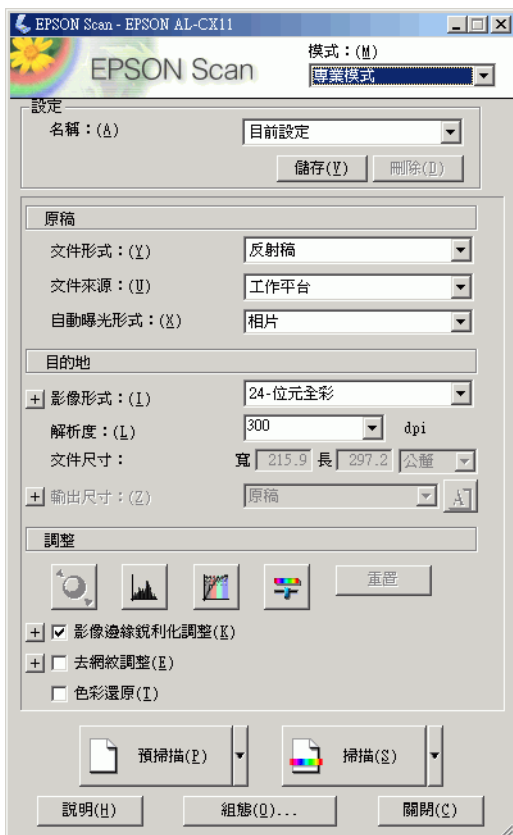 EPSON Scan - EPSON AL-CX11
EPSON Scan
模式：(M)
專業模式
設定
名稱：(A) 目前設定
儲存(V) 刪除(D)
原稿
文件形式：(Y) 反射稿
文件來源：(U) 工作平台
自動曝光形式：(X) 相片
目的地
影像形式：(I) 24-位元全彩
解析度：(L) 300 dpi
文件尺寸： 寬 215.9 長 297.2 公釐
輸出尺寸：(Z) 原稿
調整
重置
影像邊緣銳利化調整(K)
去網紋調整(E)
色彩還原(T)
預掃描(P) 掃描(S)
說明(H) 組態(O)... 關閉(C)